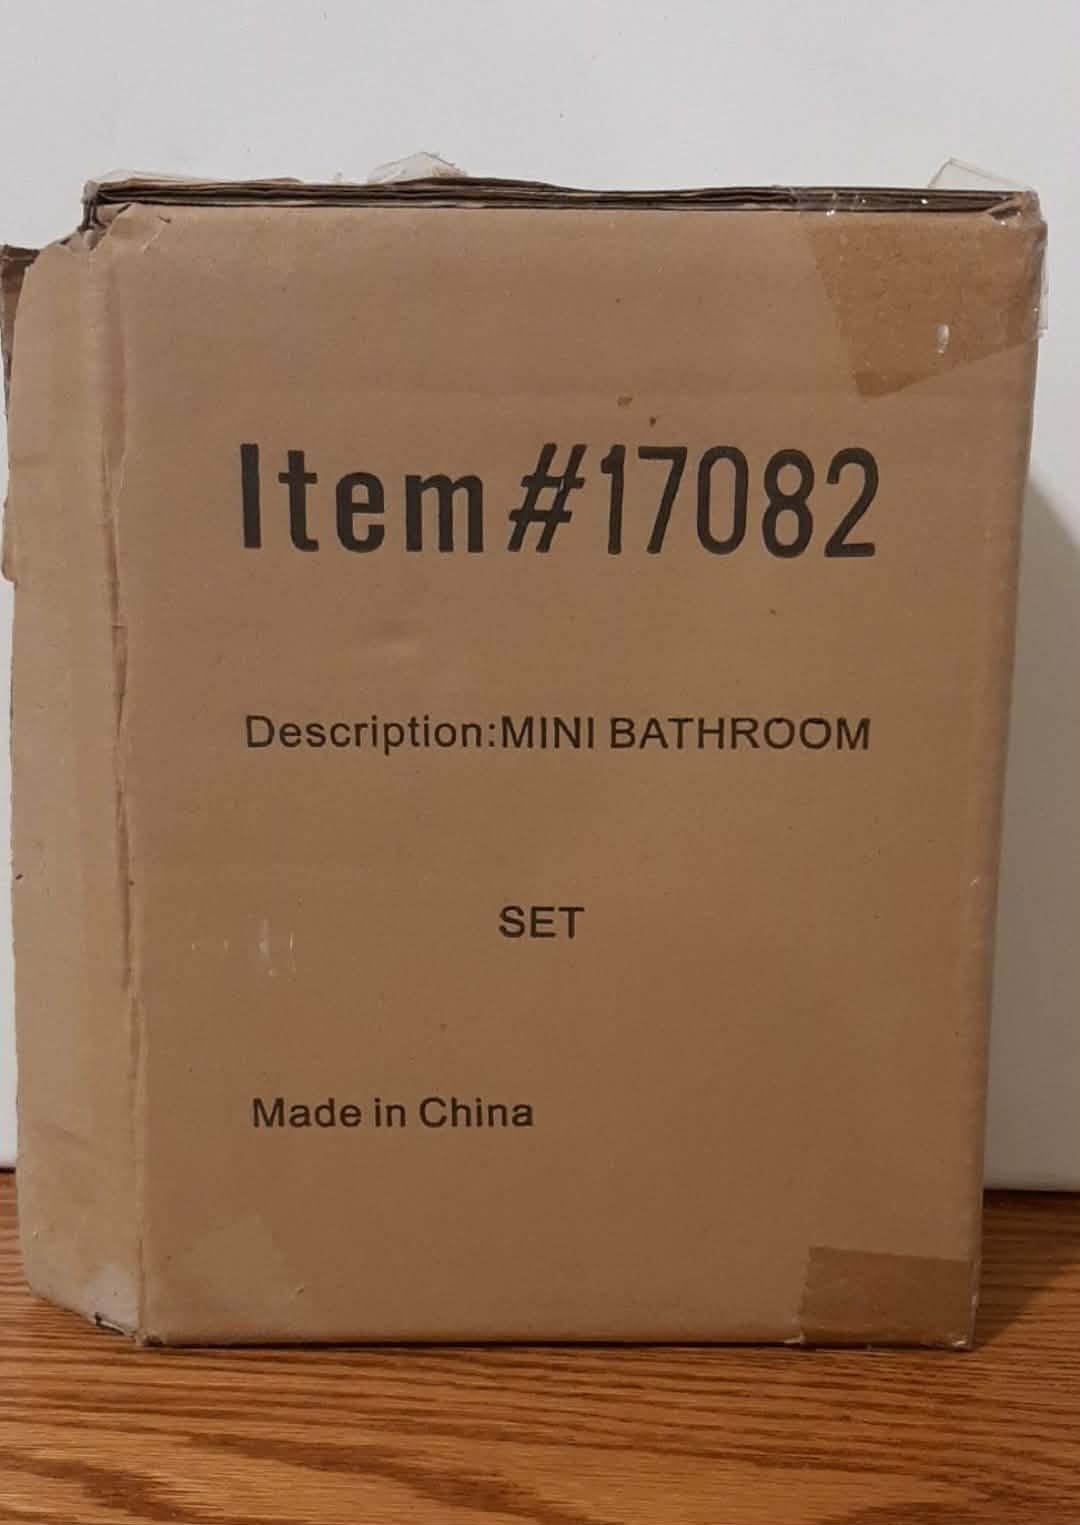 Item #17082
Description:MINI BATHROOM
SET
Made in China